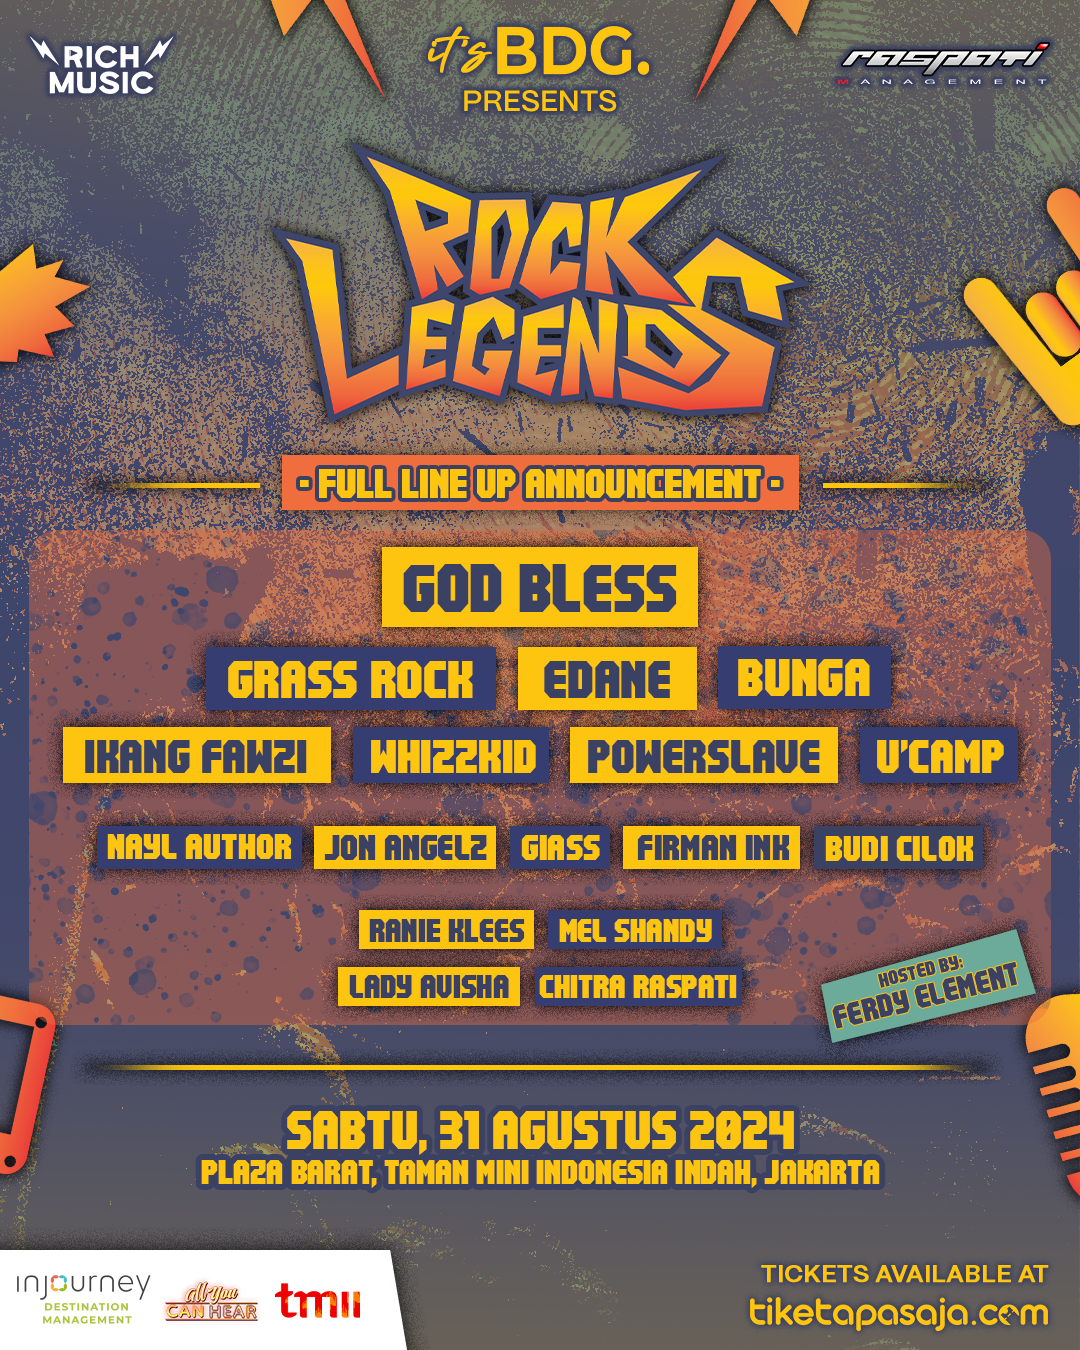 RICH
MUSIC
it's BDG.
PRESENTS
raspati
MANAGEMENT
ROCK
LEGENDS
• FULL LINE UP ANNOUNCEMENT •
GOD BLESS
GRASS ROCK EDANE BUNGA
IKANG FAWZI WHIZZKID POWERSLAVE U'CAMP
NAYL AUTHOR JON ANGELZ GIASS FIRMAN INK BUDI CILOK
RANIE KLEES MEL SHANDY
LADY AVISHA CHITRA RASPATI
HOSTED BY:
FERDY ELEMENT
SABTU, 31 AGUSTUS 2024
PLAZA BARAT, TAMAN MINI INDONESIA INDAH, JAKARTA
injourney
DESTINATION
MANAGEMENT
all you
CAN HEAR
tmii
TICKETS AVAILABLE AT
tiketapasaja.com